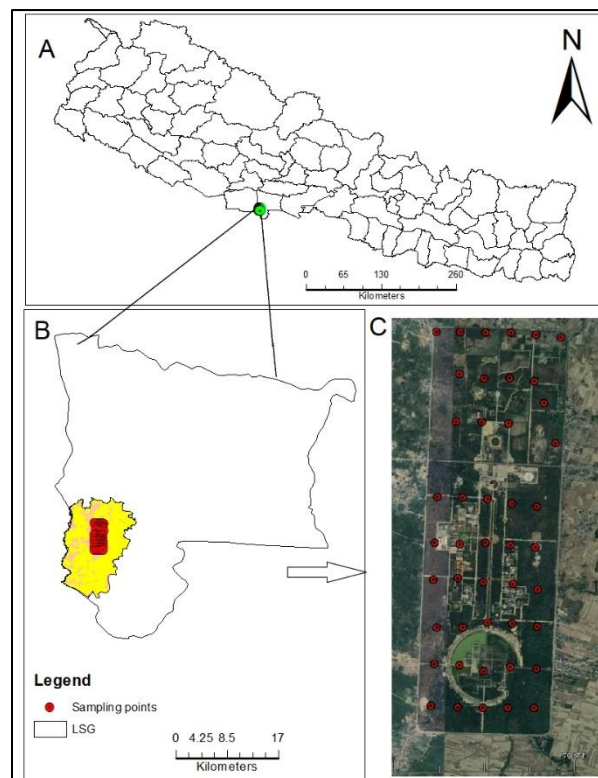 A
N
0 65 130 260
Kilometers
B
C
Legend
Sampling points
LSG
0 4.25 8.5 17
Kilometers